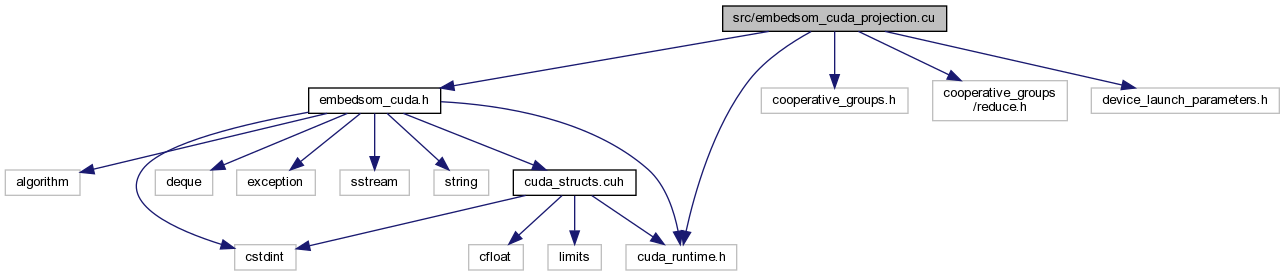 src/embedsom_cuda_projection.cu
embedsom_cuda.h
cooperative_groups.h
cooperative_groups
/reduce.h
device_launch_parameters.h
algorithm
deque
exception
sstream
string
cuda_structs.cuh
cstdint
cfloat
limits
cuda_runtime.h